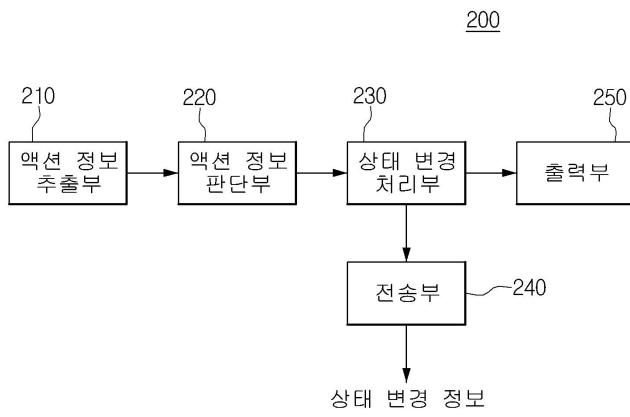 200
210
220
230
250
액션 정보
추출부
액션 정보
판단부
상태 변경
처리부
출력부
전송부
240
상태 변경 정보